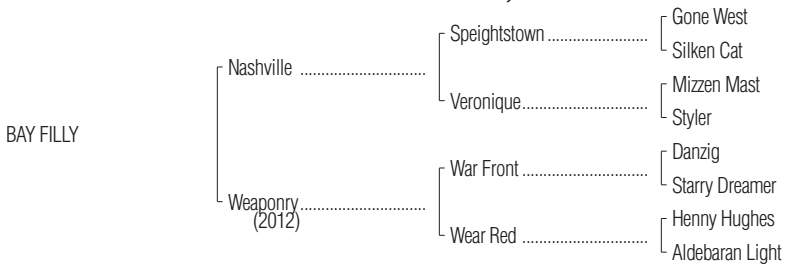 Gone West
Speightstown ............................
Silken Cat
Nashville ...................................
Mizzen Mast
Veronique...................................
Styler
BAY FILLY
Danzig
War Front ...................................
Starry Dreamer
Weaponry...................................
(2012)
Henny Hughes
Wear Red ...................................
Aldebaran Light